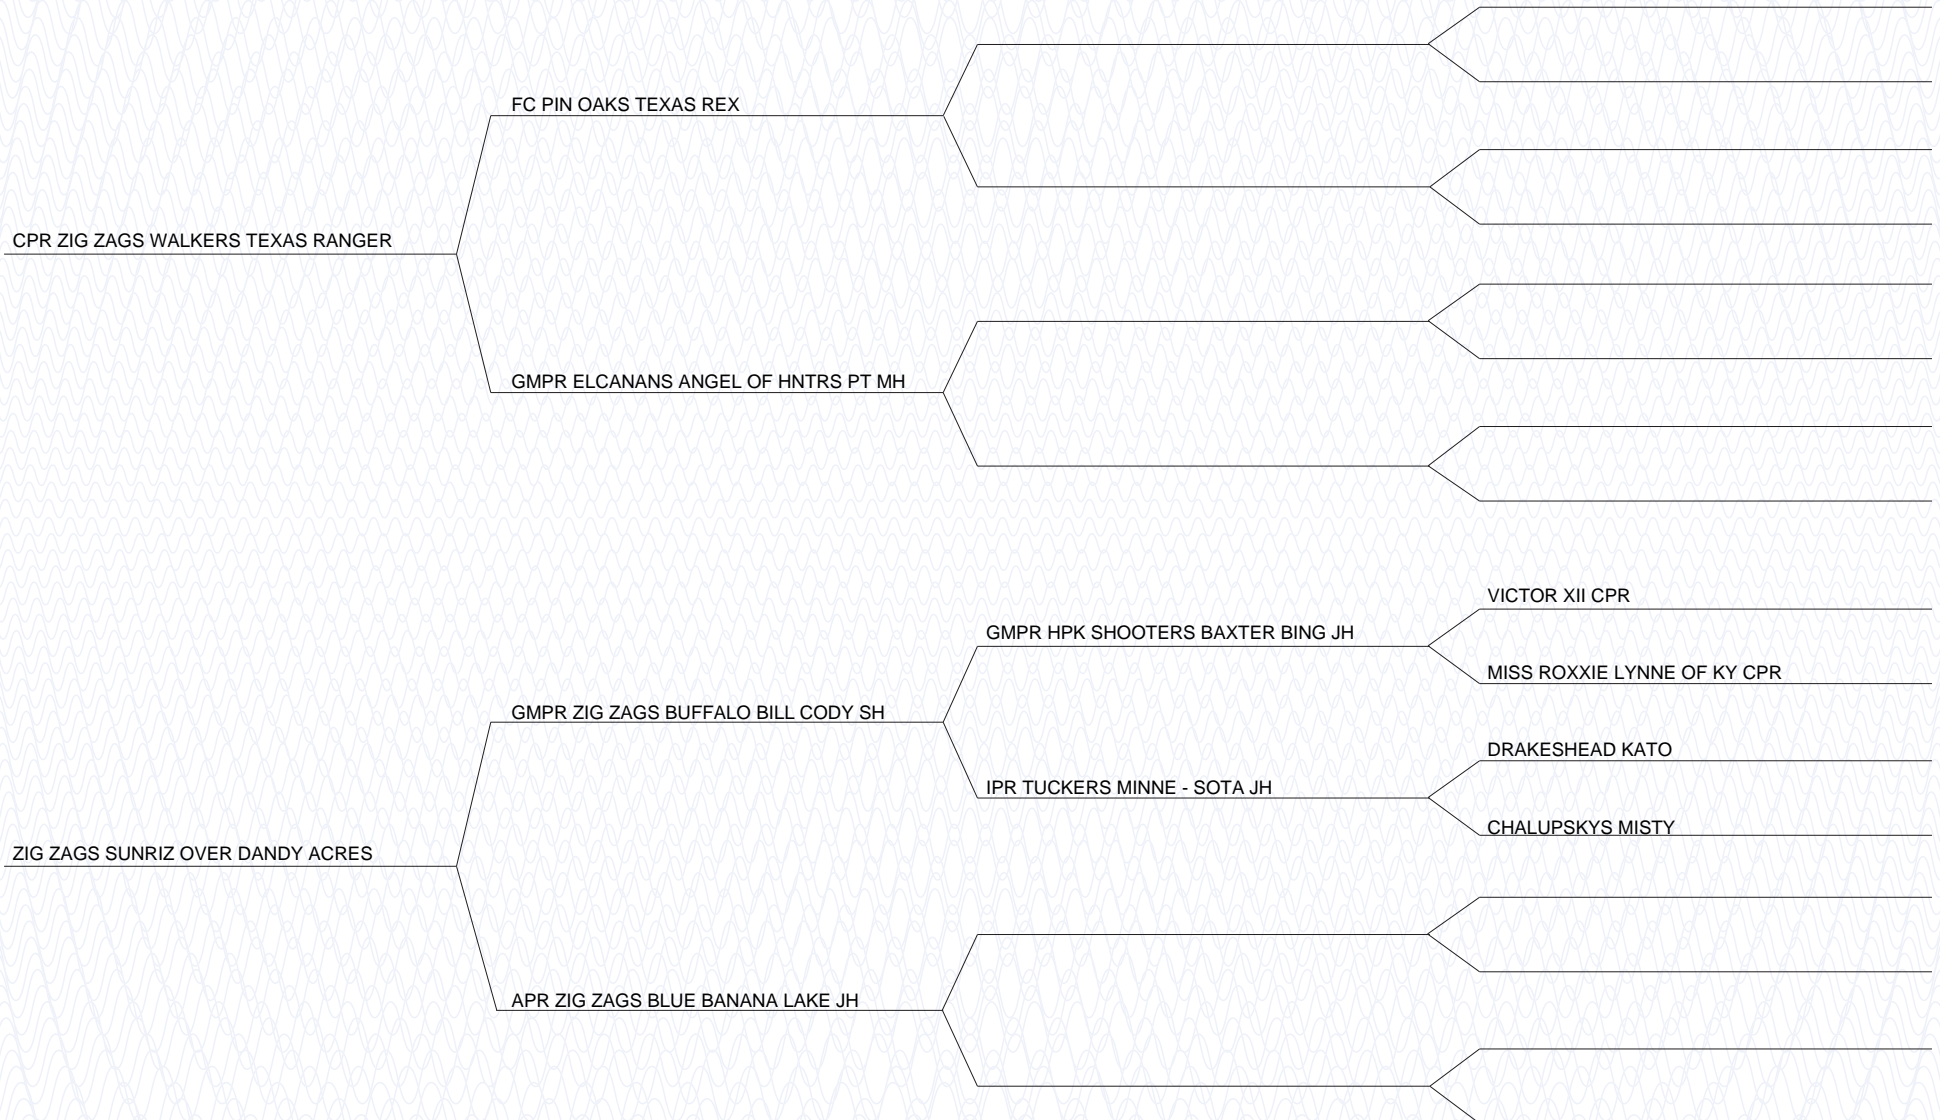 FC PIN OAKS TEXAS REX
CPR ZIG ZAGS WALKERS TEXAS RANGER
GMPR ELCANANS ANGEL OF HNTRS PT MH
VICTOR XII CPR
GMPR HPK SHOOTERS BAXTER BING JH
MISS ROXXIE LYNNE OF KY CPR
GMPR ZIG ZAGS BUFFALO BILL CODY SH
DRAKESHEAD KATO
IPR TUCKERS MINNE - SOTA JH
CHALUPSKYS MISTY
ZIG ZAGS SUNRIZ OVER DANDY ACRES
APR ZIG ZAGS BLUE BANANA LAKE JH